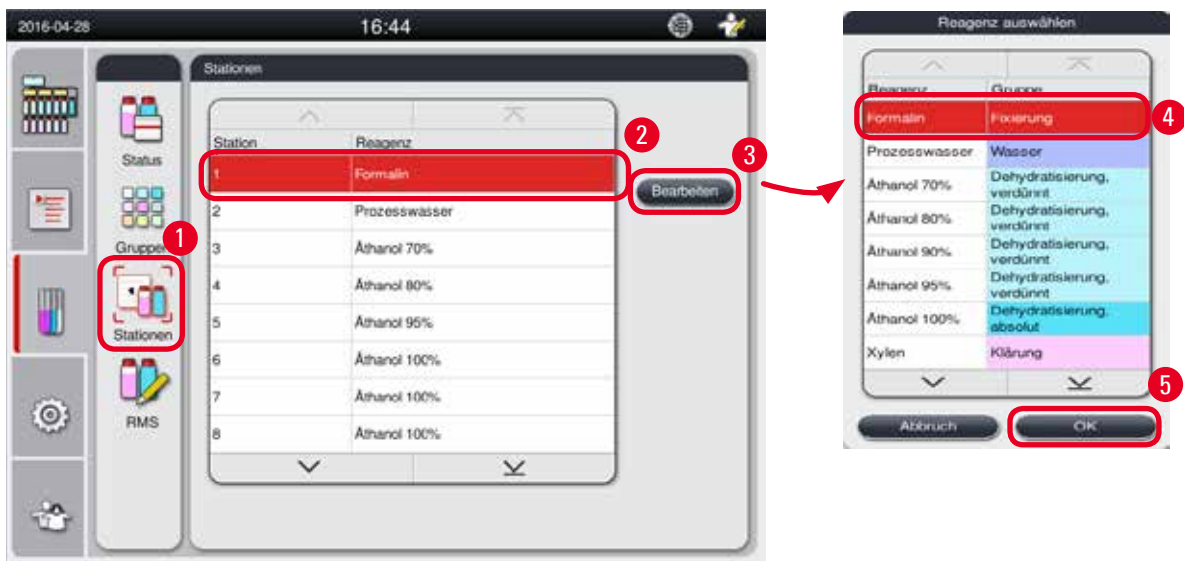 2016-04-28 16:44
Stationen
Station Reagenz
1 Formalin
2 Prozesswasser
3 Äthanol 70%
4 Äthanol 80%
5 Äthanol 95%
6 Äthanol 100%
7 Äthanol 100%
8 Äthanol 100%
Status
Gruppen
Stationen
RMS
Bearbeiten
1
2
3
Reagenz auswählen
Reagenz Gruppe
Formalin Fixierung
Prozesswasser Wasser
Äthanol 70% Dehydratisierung,
verdünnt
Äthanol 80% Dehydratisierung,
verdünnt
Äthanol 90% Dehydratisierung,
verdünnt
Äthanol 95% Dehydratisierung,
verdünnt
Äthanol 100% Dehydratisierung,
absolut
Xylen Klärung
Abbruch OK
4
5